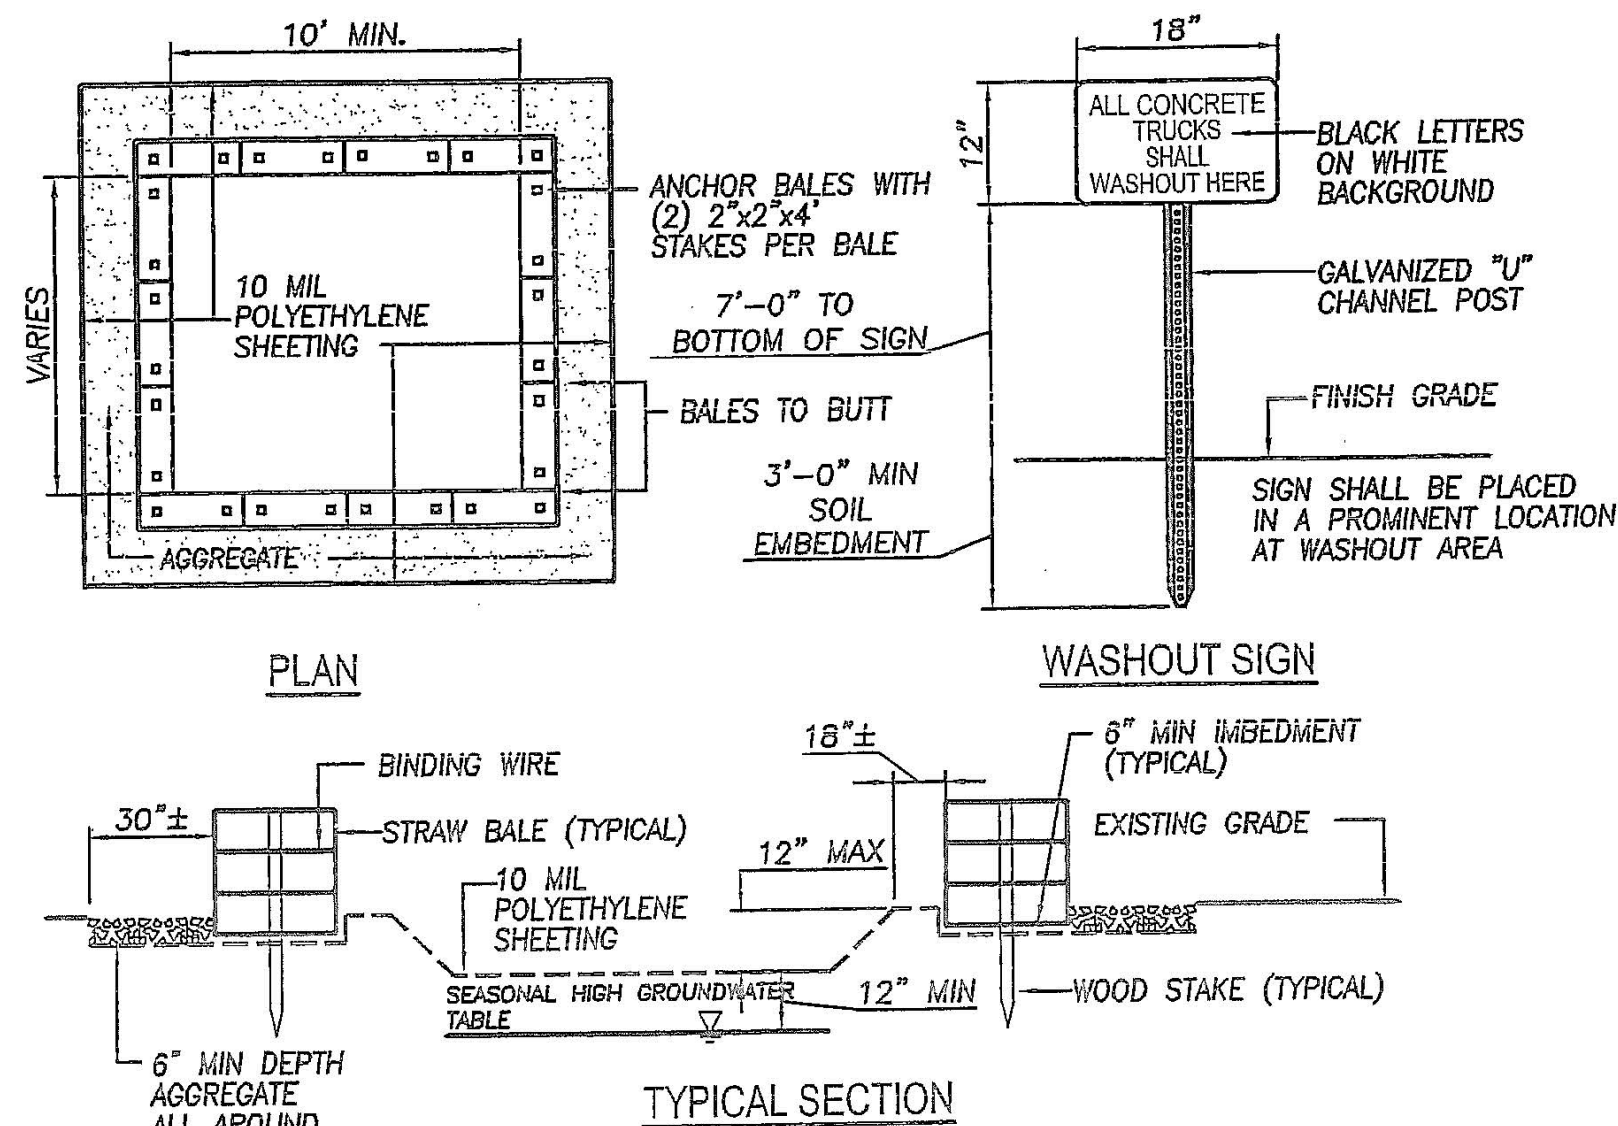 10' MIN.
10 MIL
POLYETHYLENE
SHEETING
VARIES
AGGREGATE
ANCHOR BALES WITH
(2) 2"x2"x4'
STAKES PER BALE
BALES TO BUTT
PLAN
18"
12"
ALL CONCRETE
TRUCKS
SHALL
WASHOUT HERE
BLACK LETTERS
ON WHITE
BACKGROUND
GALVANIZED "U"
CHANNEL POST
7'-0" TO
BOTTOM OF SIGN
FINISH GRADE
3'-0" MIN
SOIL
EMBEDMENT
SIGN SHALL BE PLACED
IN A PROMINENT LOCATION
AT WASHOUT AREA
WASHOUT SIGN
30"±
BINDING WIRE
STRAW BALE (TYPICAL)
10 MIL
POLYETHYLENE
SHEETING
18"±
12" MAX
6" MIN IMBEDMENT
(TYPICAL)
EXISTING GRADE
SEASONAL HIGH GROUNDWATER
TABLE
12" MIN
WOOD STAKE (TYPICAL)
6" MIN DEPTH
AGGREGATE
ALL AROUND
TYPICAL SECTION